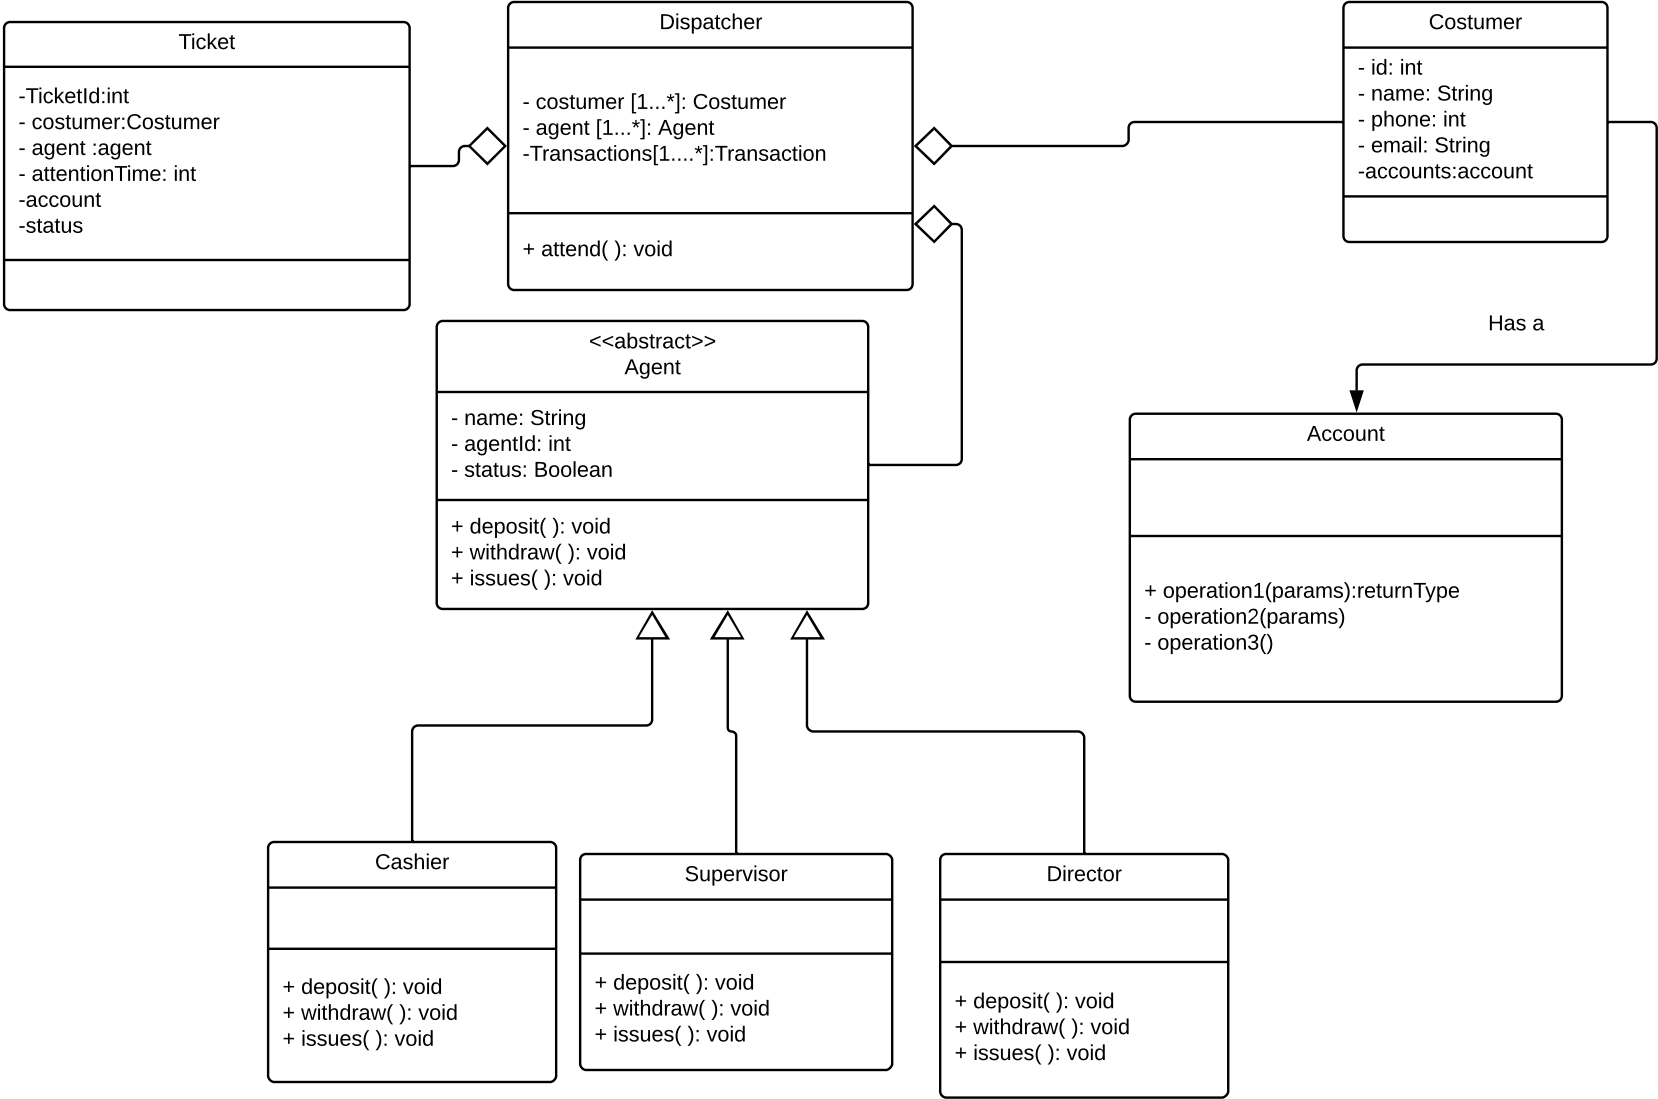 Ticket
-TicketId:int
- costumer:Costumer
- agent :agent
- attentionTime: int
-account
-status
Dispatcher
- costumer [1...*]: Costumer
- agent [1...*]: Agent
-Transactions[1....*]:Transaction
+ attend( ): void
Costumer
- id: int
- name: String
- phone: int
- email: String
-accounts:account
Has a
<<abstract>>
Agent
- name: String
- agentId: int
- status: Boolean
+ deposit( ): void
+ withdraw( ): void
+ issues( ): void
Account
+ operation1(params):returnType
- operation2(params)
- operation3()
Cashier
+ deposit( ): void
+ withdraw( ): void
+ issues( ): void
Supervisor
+ deposit( ): void
+ withdraw( ): void
+ issues( ): void
Director
+ deposit( ): void
+ withdraw( ): void
+ issues( ): void